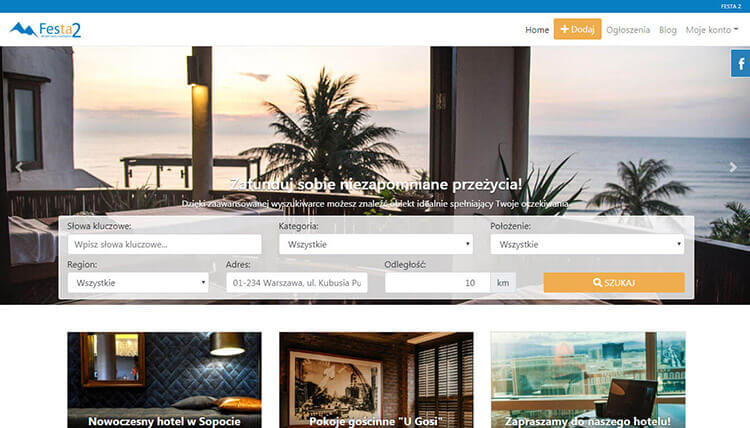 FESTA 2
Festa2
Home
Dodaj
Ogłoszenia
Blog
Moje konto
Zafunduj sobie niezapomniane przeżycia!
Dzięki zaawansowanej wyszukiwarce możesz znaleźć obiekt idealnie spełniający Twoje oczekiwania.
Słowa kluczowe:
Kategoria:
Położenie:
Wpisz słowa kluczowe...
Wszystkie
Wszystkie
Region:
Adres:
Odległość:
Wszystkie
01-234 Warszawa, ul. Kubusia Pu
10
km
SZUKAJ
Nowoczesny hotel w Sopocie
Pokoje gościnne "U Gosi"
Zapraszamy do naszego hotelu!